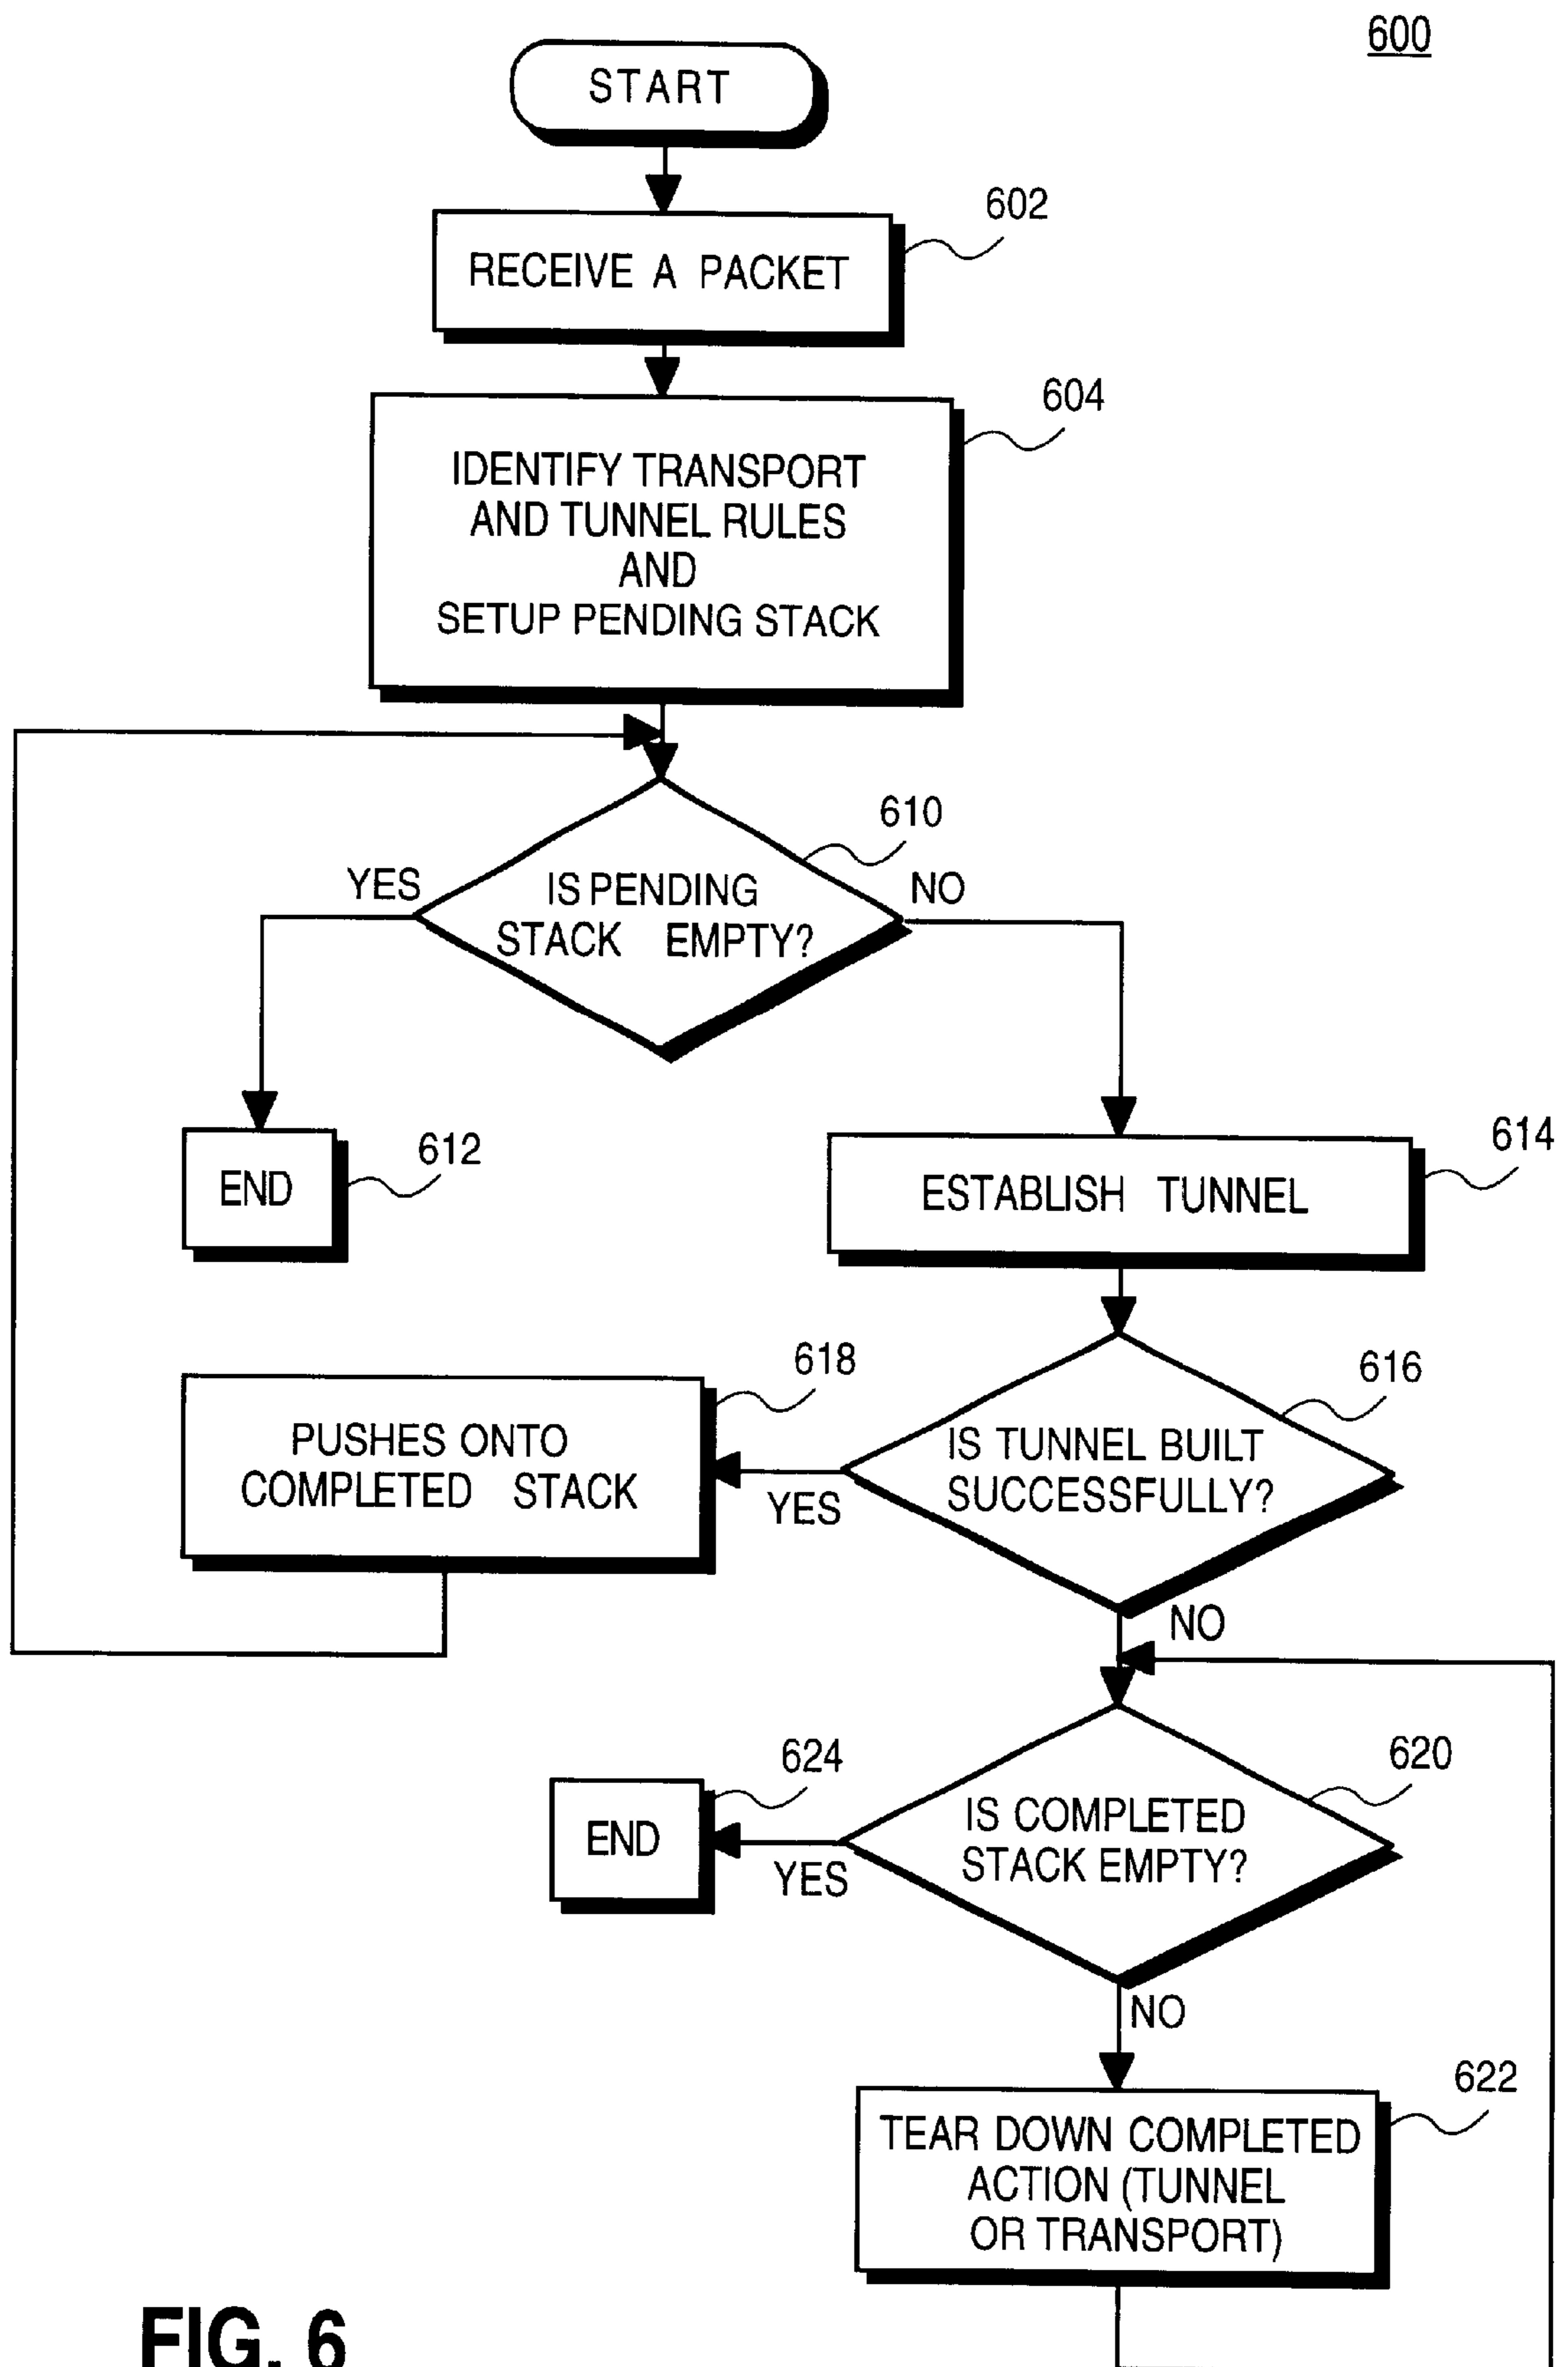 600
START
602
RECEIVE A PACKET
604
IDENTIFY TRANSPORT
AND TUNNEL RULES
AND
SETUP PENDING STACK
610
YES
IS PENDING
STACK EMPTY?
NO
612
END
614
ESTABLISH TUNNEL
618
616
PUSHES ONTO
COMPLETED STACK
YES
IS TUNNEL BUILT
SUCCESSFULLY?
NO
624
620
END
YES
IS COMPLETED
STACK EMPTY?
NO
622
TEAR DOWN COMPLETED
ACTION (TUNNEL
OR TRANSPORT)
FIG. 6